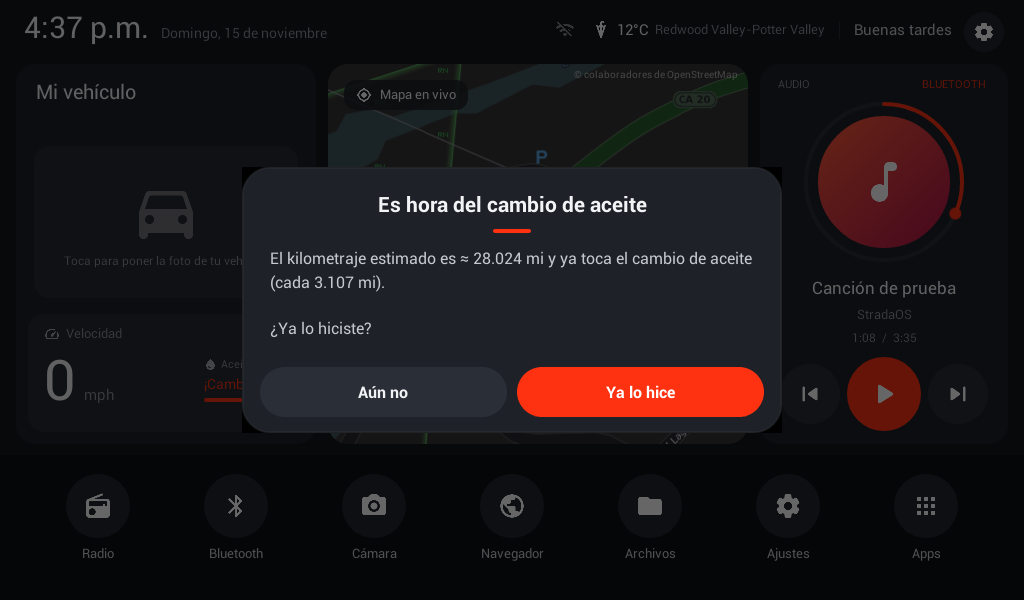 4:37 p.m. Domingo, 15 de noviembre
12°C Redwood Valley-Potter Valley
Buenas tardes
Mi vehículo
Toca para poner la foto de tu veh
Velocidad
0 mph
Acei
¡Camb
© colaboradores de OpenStreetMap
Mapa en vivo
RN
CA 20
RN
RN
P
Es hora del cambio de aceite
El kilometraje estimado es ≈ 28.024 mi y ya toca el cambio de aceite
(cada 3.107 mi).
¿Ya lo hiciste?
Aún no
Ya lo hice
AUDIO
BLUETOOTH
Canción de prueba
StradaOS
1:08 / 3:35
Radio
Bluetooth
Cámara
Navegador
Archivos
Ajustes
Apps